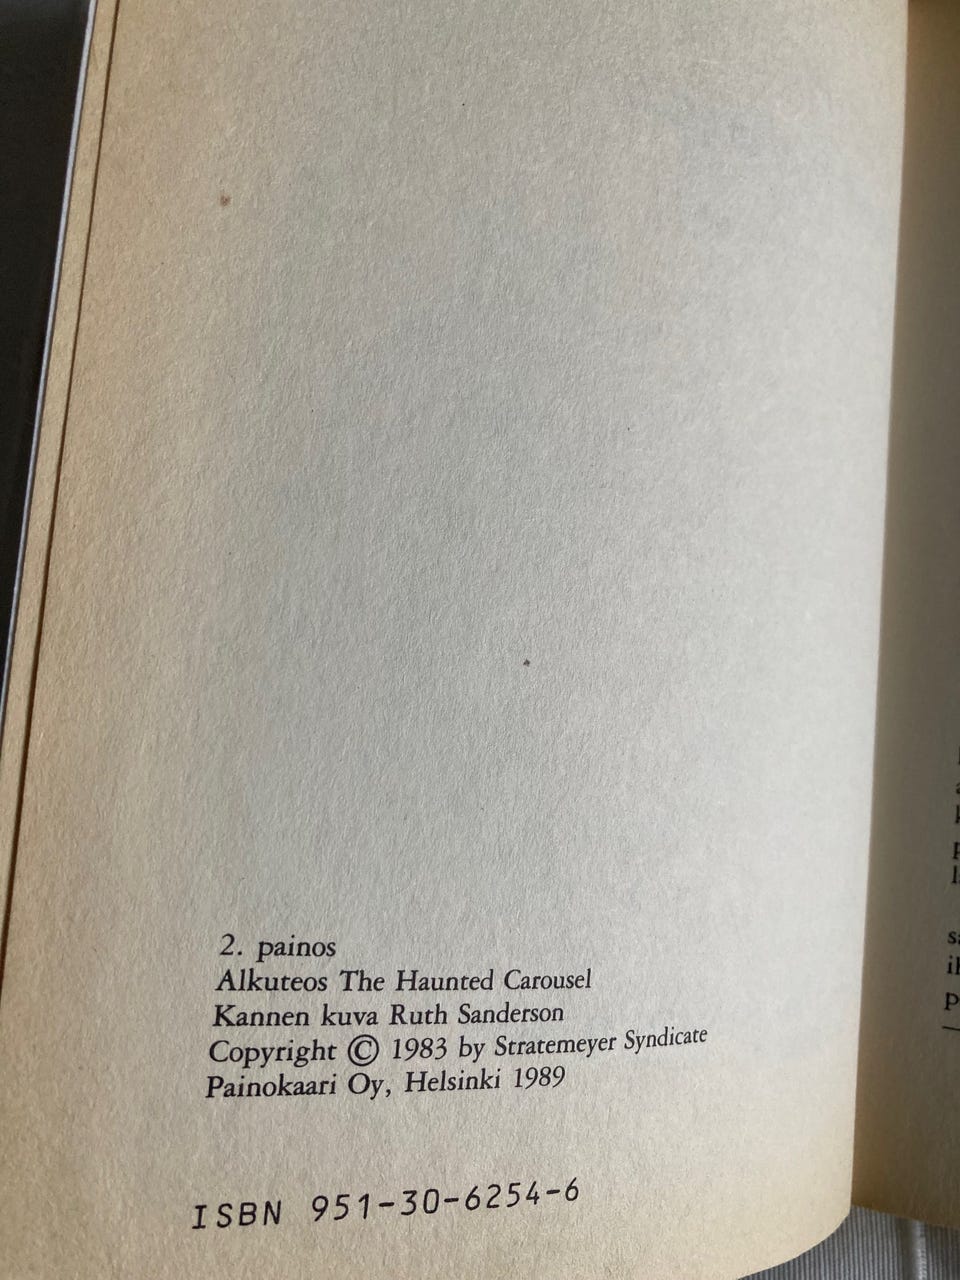 2. painos
Alkuteos The Haunted Carousel
Kannen kuva Ruth Sanderson
Copyright © 1983 by Stratemeyer Syndicate
Painokaari Oy, Helsinki 1989
ISBN 951-30-6254-6